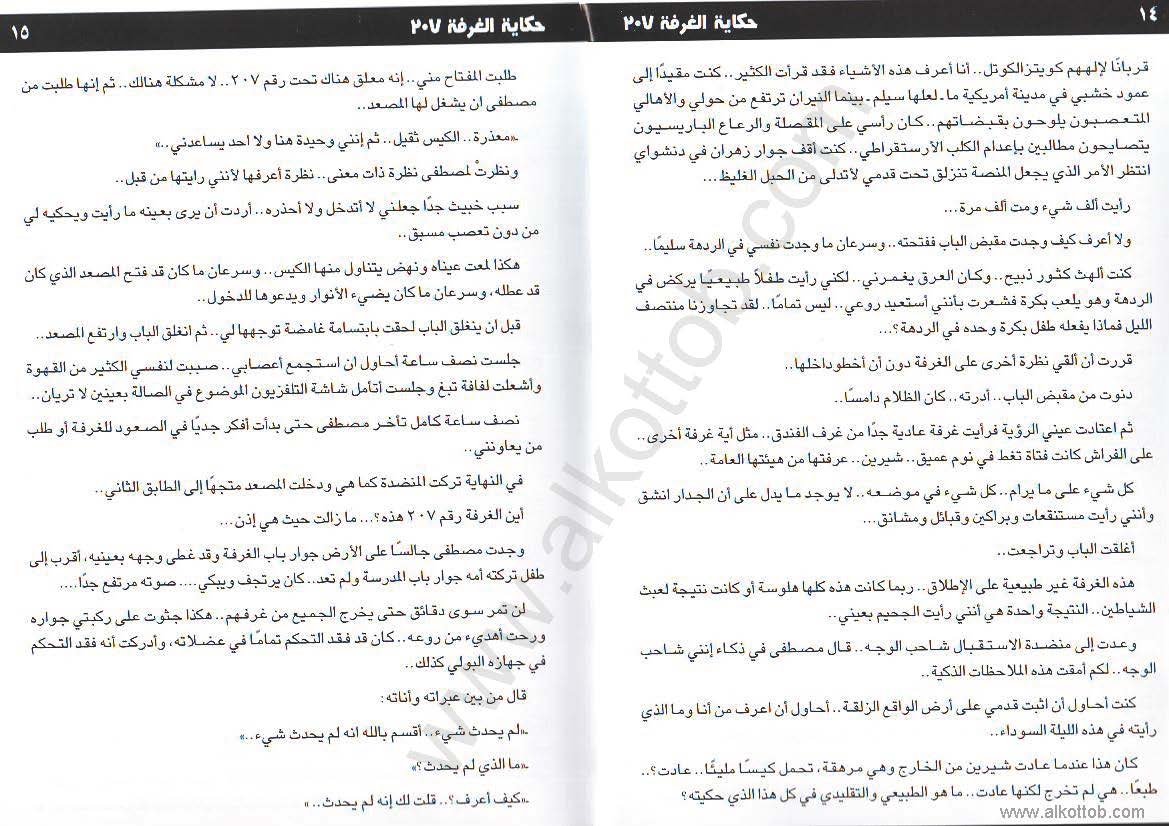 ١٤
حكاية الغرفة ٢٠٧
قربانًا لإلههم كويتزالكوتل.. أنا أعرف هذه الأشياء فقد قرأت الكثير.. كنت مقيدًا إلى
عمود خشبي في مدينة أمريكية ما - لعلها سيلم - بينما النيران ترتفع من حولي والأهالي
المتعصبون يلوحون بقبضاتهم.. كان رأسي على المقصلة والرعاع الباريسيون
يتصايحون مطالبين بإعدام الكلب الأرستقراطي.. كنت أقف جوار زهران في دنشواي
انتظر الأمر الذي يجعل المنصة تنزلق تحت قدمي لأتدلى من الحبل الغليظ...
رأيت ألف شيء ومت ألف مرة...
ولا أعرف كيف وجدت مقبض الباب ففتحته.. وسرعان ما وجدت نفسي في الردهة سليمًا..
كنت ألهث كثور ذبيح.. وكان العرق يغمرني.. لكني رأيت طفلاً طبيعيًا يركض في
الردهة وهو يلعب بكرة فشعرت بأنني أستعيد روعي.. ليس تمامًا.. لقد تجاوزنا منتصف
الليل فماذا يفعله طفل بكرة وحده في الردهة؟...
قررت أن ألقي نظرة أخرى على الغرفة دون أن أخطو داخلها..
دنوت من مقبض الباب.. أدرته.. كان الظلام دامسًا..
ثم اعتادت عيني الرؤية فرأيت غرفة عادية جدًا من غرف الفندق.. مثل أية غرفة أخرى..
على الفراش كانت فتاة تغط في نوم عميق.. شيرين.. عرفتها من هيئتها العامة..
كل شيء على ما يرام.. كل شيء في موضعه.. لا يوجد ما يدل على أن الجدار انشق
وأنني رأيت مستنقعات وبراكين وقبائل ومشانق...
أغلقت الباب وتراجعت..
هذه الغرفة غير طبيعية على الإطلاق.. ربما كانت هذه كلها هلوسة أو كانت نتيجة لعبث
الشياطين.. النتيجة واحدة هي أنني رأيت الجحيم بعيني..
وعدت إلى منضدة الاستقبال شاحب الوجه.. قال مصطفى في ذكاء إنني شاحب
الوجه.. لكم أمقت هذه الملاحظات الذكية..
كنت أحاول أن اثبت قدمي على أرض الواقع الزلقة.. أحاول أن اعرف من أنا وما الذي
رأيته في هذه الليلة السوداء..
كان هذا عندما عادت شيرين من الخارج وهي مرهقة، تحمل كيسًا مليئًا.. عادت؟..
طبعًا.. هي لم تخرج لكنها عادت.. ما هو الطبيعي والتقليدي في كل هذا الذي حكيته؟
www.alkottob.com
حكاية الغرفة ٢٠٧
١٥
طلبت المفتاح مني.. إنه معلق هناك تحت رقم ٢٠٧.. لا مشكلة هنالك.. ثم إنها طلبت من
مصطفى ان يشغل لها المصعد..
-«معذرة.. الكيس ثقيل.. ثم إنني وحيدة هنا ولا احد يساعدني..»
ونظرتْ لمصطفى نظرة ذات معنى.. نظرة أعرفها لأنني رايتها من قبل..
سبب خبيث جدًا جعلني لا أتدخل ولا أحذره.. أردت أن يرى بعينه ما رأيت ويحكيه لي
من دون تعصب مسبق..
هكذا لمعت عيناه ونهض يتناول منها الكيس.. وسرعان ما كان قد فتح المصعد الذي كان
قد عطله، وسرعان ما كان يضيء الأنوار ويدعوها للدخول..
قبل ان ينغلق الباب لحقت بابتسامة غامضة توجهها لي.. ثم انغلق الباب وارتفع المصعد..
جلست نصف ساعة أحاول ان استجمع أعصابي.. صببت لنفسي الكثير من القهوة
وأشعلت لفافة تبغ وجلست أتأمل شاشة التلفزيون الموضوع في الصالة بعينين لا تريان..
نصف ساعة كامل تأخر مصطفى حتى بدأت أفكر جديًا في الصعود للغرفة أو طلب
من يعاونني..
في النهاية تركت المنضدة كما هي ودخلت المصعد متجهًا إلى الطابق الثاني..
أين الغرفة رقم ٢٠٧ هذه؟... ما زالت حيث هي إذن...
وجدت مصطفى جالسًا على الأرض جوار باب الغرفة وقد غطى وجهه بعينيه، أقرب إلى
طفل تركته أمه جوار باب المدرسة ولم تعد.. كان يرتجف ويبكي.... صوته مرتفع جدًا....
لن تمر سوى دقائق حتى يخرج الجميع من غرفهم.. هكذا جثوت على ركبتي جواره
ورحت أهديء من روعه.. كان قد فقد التحكم تمامًا في عضلاته، وأدركت أنه فقد التحكم
في جهازه البولي كذلك..
قال من بين عبراته وأناته:
-«لم يحدث شيء.. أقسم بالله انه لم يحدث شيء..»
-«ما الذي لم يحدث؟»
-«كيف أعرف؟.. قلت لك إنه لم يحدث..»
www.alkottob.com